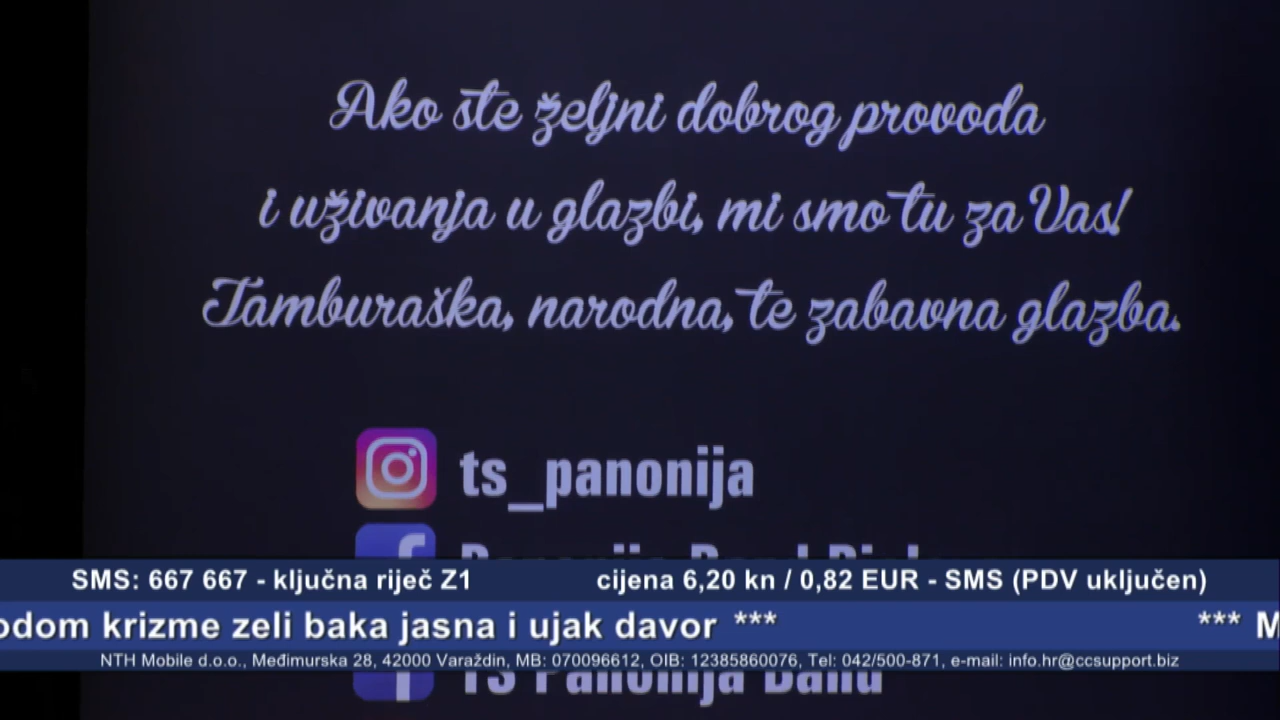 Ako ste željni dobrog provoda
i uživanja u glazbi, mi smo tu za Vas!
Tamburaška, narodna, te zabavna glazba.
ts_panonija
SMS: 667 667 - ključna riječ Z1 cijena 6,20 kn / 0,82 EUR - SMS (PDV uključen)
odom krizme zeli baka jasna i ujak davor *** *** M
NTH Mobile d.o.o., Međimurska 28, 42000 Varaždin, MB: 070096612, OIB: 12385860076, Tel: 042/500-871, e-mail: info.hr@ccsupport.biz
TS Panonija Band